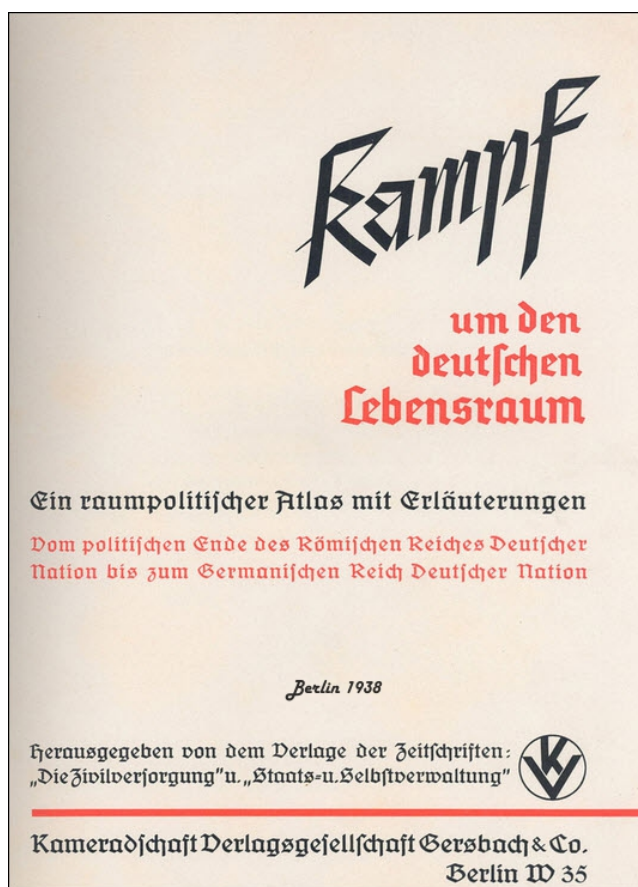 Kampf
um den
deutschen
Lebensraum
Ein raumpolitischer Atlas mit Erläuterungen
Vom politischen Ende des Römischen Reiches Deutscher
Nation bis zum Germanischen Reich Deutscher Nation
Berlin 1938
Herausgegeben von dem Verlage der Zeitschriften:
„Die Zivilversorgung" u. „Staats- u. Selbstverwaltung"
KV
Kameradschaft Verlagsgesellschaft Gersbach & Co.
Berlin W 35